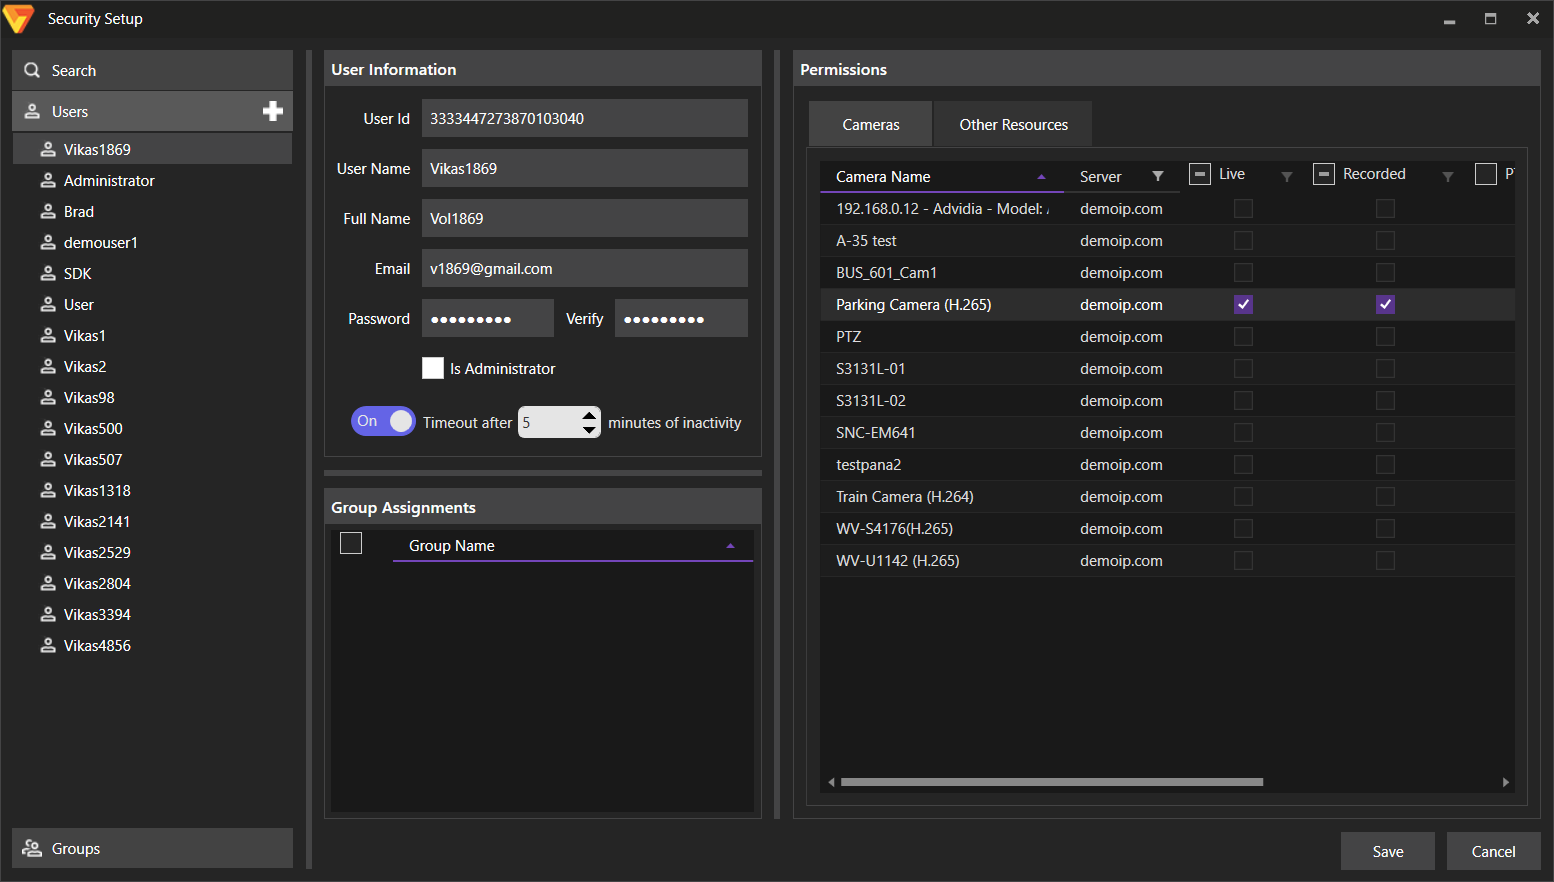 Security Setup
Search
Users
Vikas1869
Administrator
Brad
demouser1
SDK
User
Vikas1
Vikas2
Vikas98
Vikas500
Vikas507
Vikas1318
Vikas2141
Vikas2529
Vikas2804
Vikas3394
Vikas4856
Groups
User Information
User Id 3333447273870103040
User Name Vikas1869
Full Name Vol1869
Email v1869@gmail.com
Password ●●●●●●●●● Verify ●●●●●●●●●
Is Administrator
On Timeout after 5 minutes of inactivity
Group Assignments
Group Name
Permissions
Cameras Other Resources
Camera Name Server Live Recorded
192.168.0.12 - Advidia - Model: demoip.com
A-35 test demoip.com
BUS_601_Cam1 demoip.com
Parking Camera (H.265) demoip.com
PTZ demoip.com
S3131L-01 demoip.com
S3131L-02 demoip.com
SNC-EM641 demoip.com
testpana2 demoip.com
Train Camera (H.264) demoip.com
WV-S4176(H.265) demoip.com
WV-U1142 (H.265) demoip.com
Save Cancel